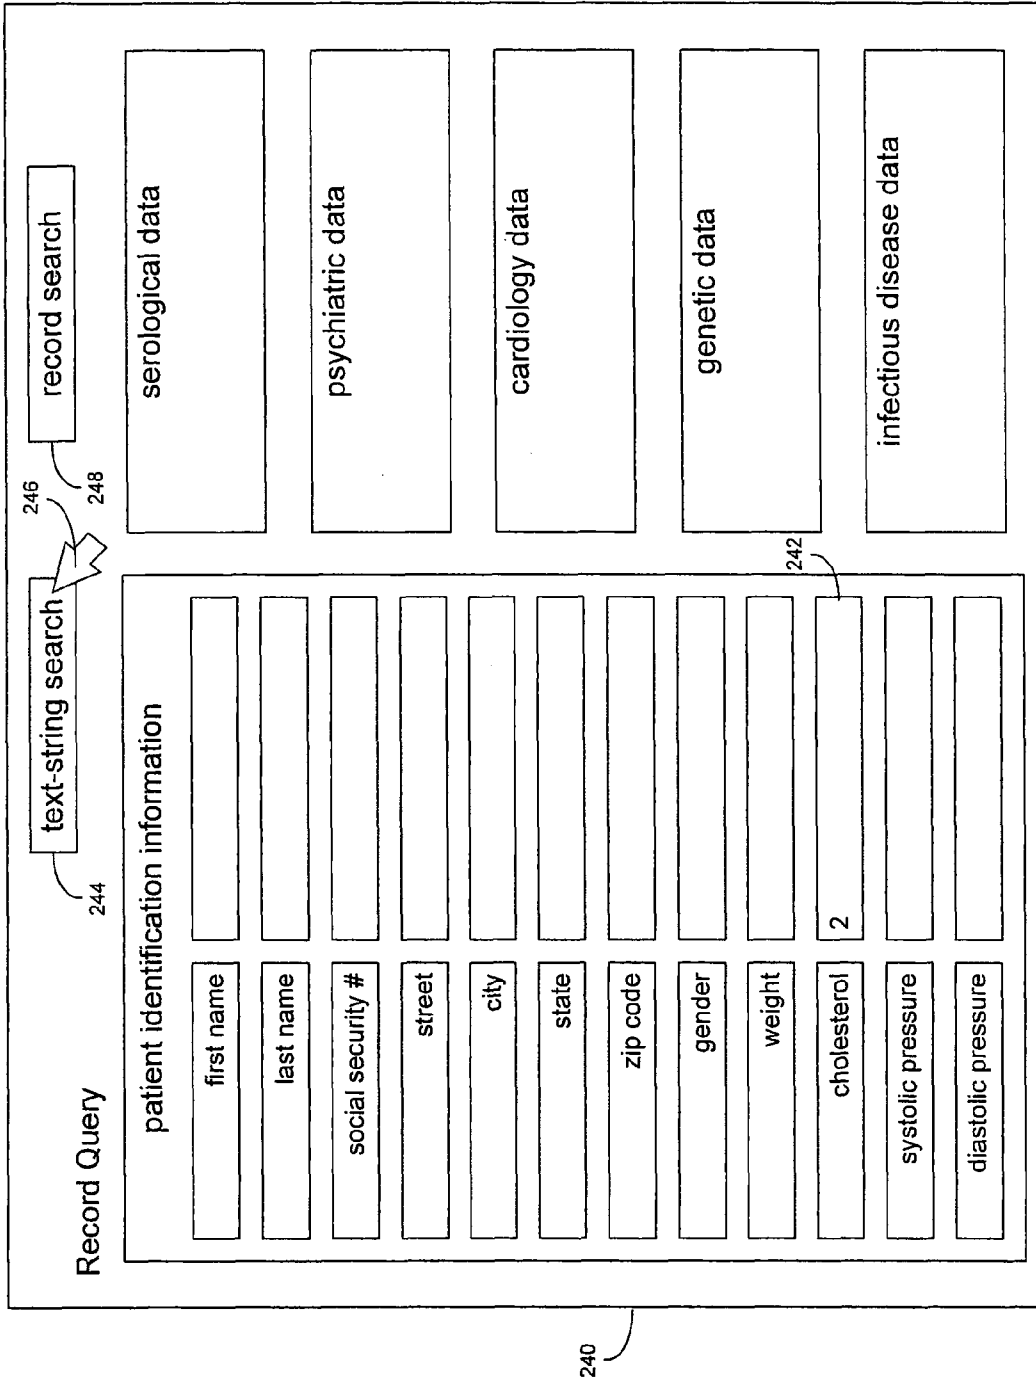 Record Query
text-string search
record search
244
246
248
patient identification information
first name
last name
social security #
street
city
state
zip code
gender
weight
cholesterol
2
242
systolic pressure
diastolic pressure
serological data
psychiatric data
cardiology data
genetic data
infectious disease data
240